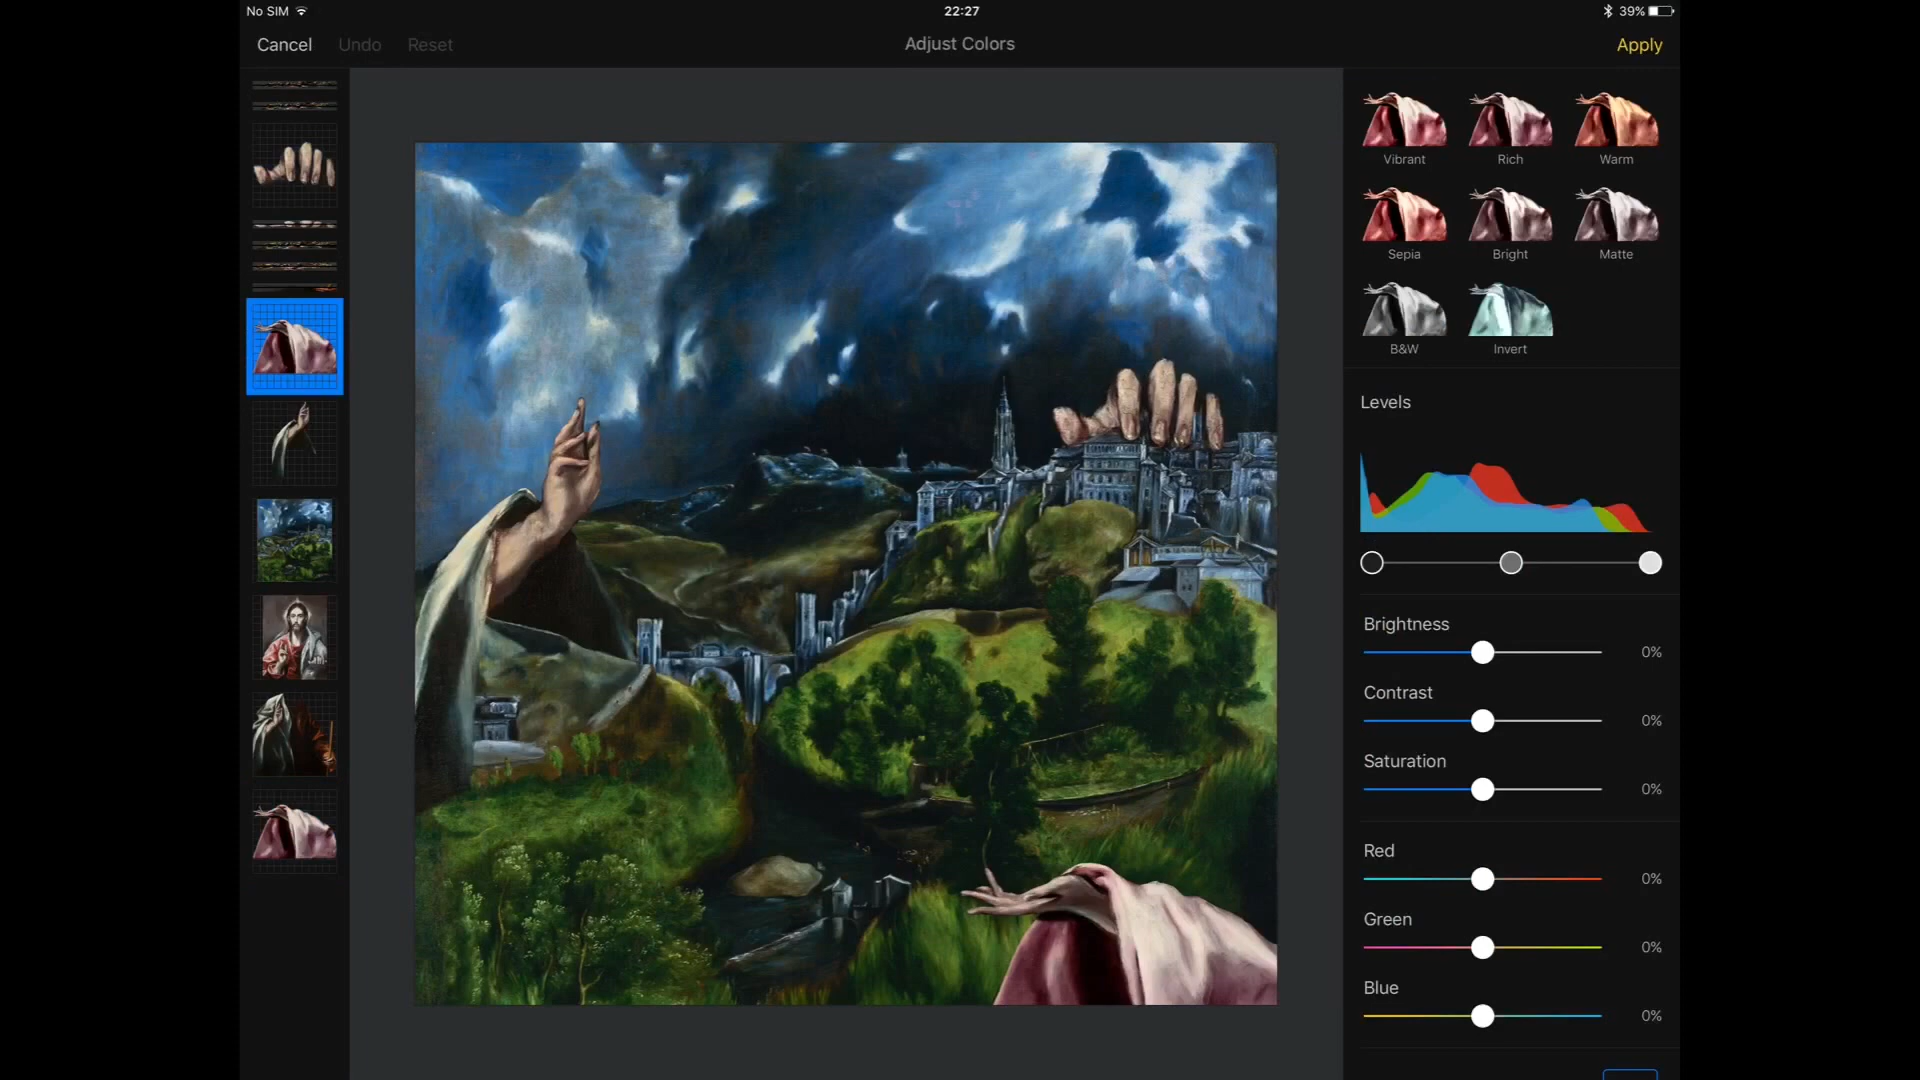 No SIM 22:27 39%
Cancel Undo Reset Adjust Colors Apply
Vibrant Rich Warm
Sepia Bright Matte
B&W Invert
Levels
Brightness
0%
Contrast
0%
Saturation
0%
Red
0%
Green
0%
Blue
0%